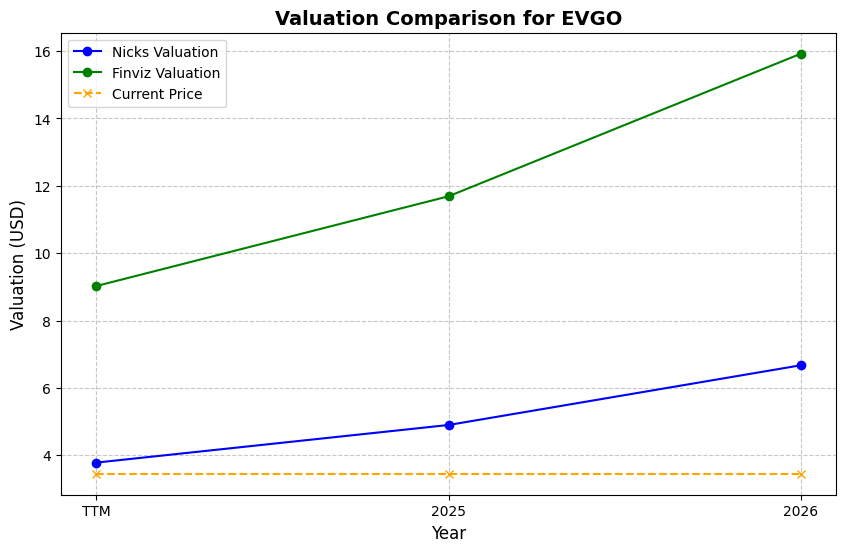 Valuation Comparison for EVGO
Nicks Valuation
Finviz Valuation
Current Price
16
14
12
10
8
6
4
Valuation (USD)
TTM
2025
2026
Year